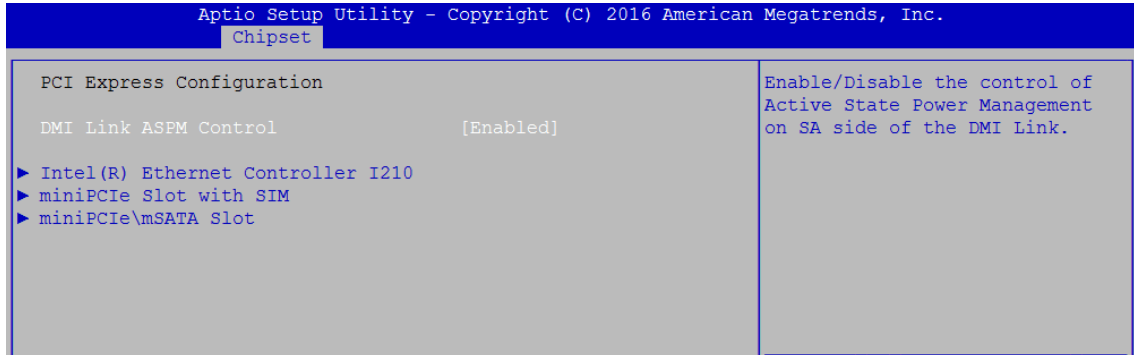 Aptio Setup Utility - Copyright (C) 2016 American Megatrends, Inc.
Chipset
PCI Express Configuration
DMI Link ASPM Control [Enabled]
► Intel(R) Ethernet Controller I210
► miniPCIe Slot with SIM
► miniPCIe\mSATA Slot
Enable/Disable the control of
Active State Power Management
on SA side of the DMI Link.